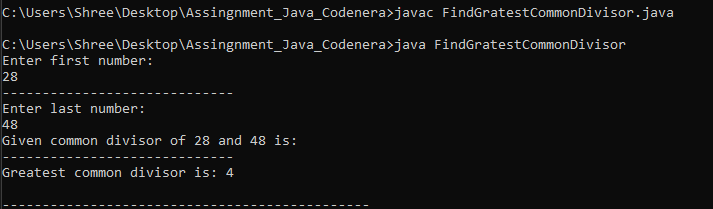 C:\Users\Shree\Desktop\Assingnment_Java_Codenera>javac FindGratestCommonDivisor.java
C:\Users\Shree\Desktop\Assingnment_Java_Codenera>java FindGratestCommonDivisor
Enter first number:
28
-----------------------------
Enter last number:
48
Given common divisor of 28 and 48 is:
-----------------------------
Greatest common divisor is: 4
----------------------------------------------